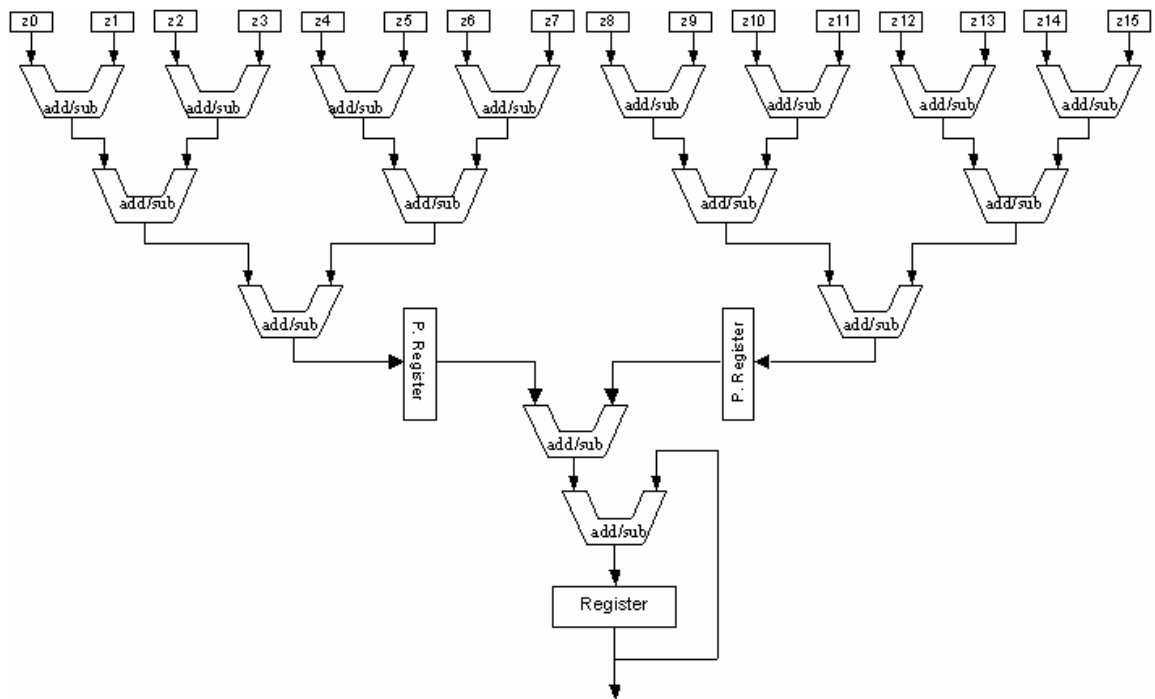 z0 z1 z2 z3 z4 z5 z6 z7 z8 z9 z10 z11 z12 z13 z14 z15
add/sub add/sub add/sub add/sub add/sub add/sub add/sub add/sub
add/sub add/sub add/sub add/sub
add/sub add/sub
P. Register P. Register
add/sub
add/sub
Register